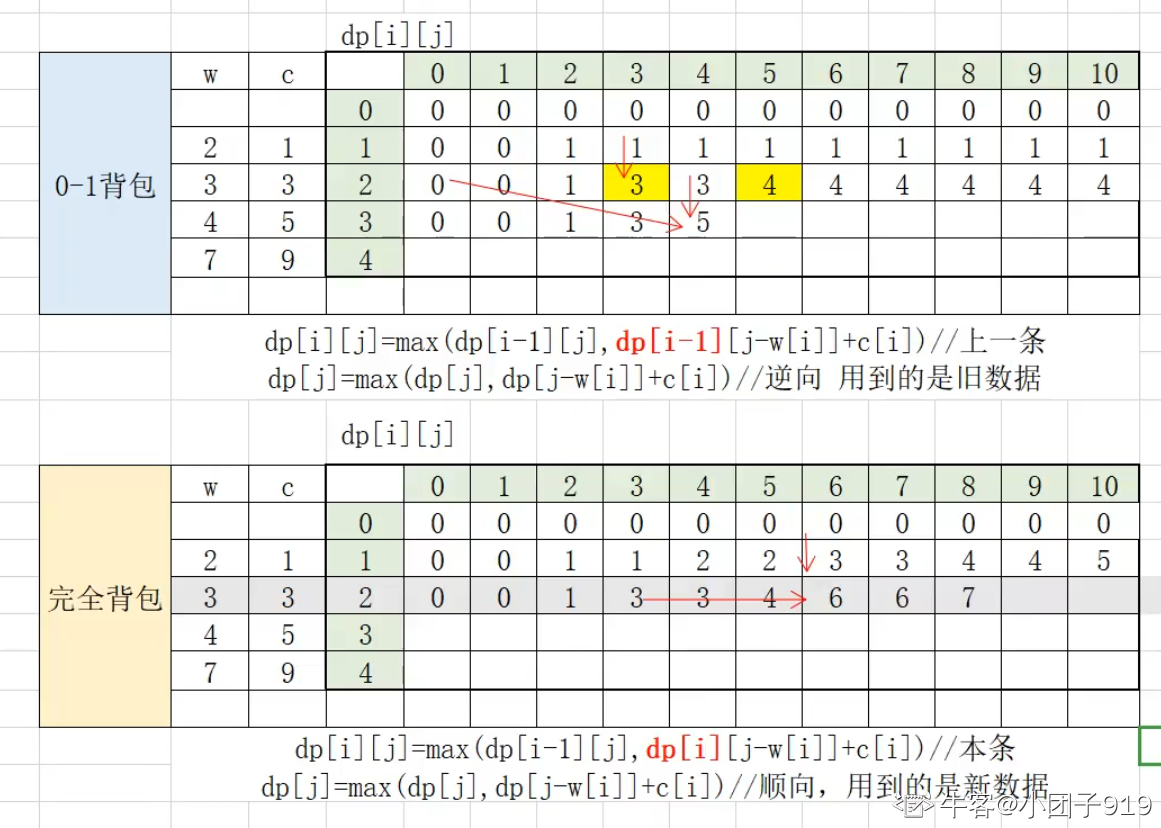 dp[i][j]
w c 0 1 2 3 4 5 6 7 8 9 10
0 0 0 0 0 0 0 0 0 0 0 0
2 1 1 0 0 1 1 1 1 1 1 1 1 1
0-1背包 3 3 2 0 0 1 3 3 4 4 4 4 4 4
4 5 3 0 0 1 3 5
7 9 4
dp[i][j]=max(dp[i-1][j],dp[i-1][j-w[i]]+c[i])//上一条
dp[j]=max(dp[j],dp[j-w[i]]+c[i])//逆向 用到的是旧数据
dp[i][j]
w c 0 1 2 3 4 5 6 7 8 9 10
0 0 0 0 0 0 0 0 0 0 0 0
2 1 1 0 0 1 1 2 2 3 3 4 4 5
完全背包 3 3 2 0 0 1 3 3 4 6 6 7
4 5 3
7 9 4
dp[i][j]=max(dp[i-1][j],dp[i][j-w[i]]+c[i])//本条
dp[j]=max(dp[j],dp[j-w[i]]+c[i])//顺向，用到的是新数据
牛客@小团子919